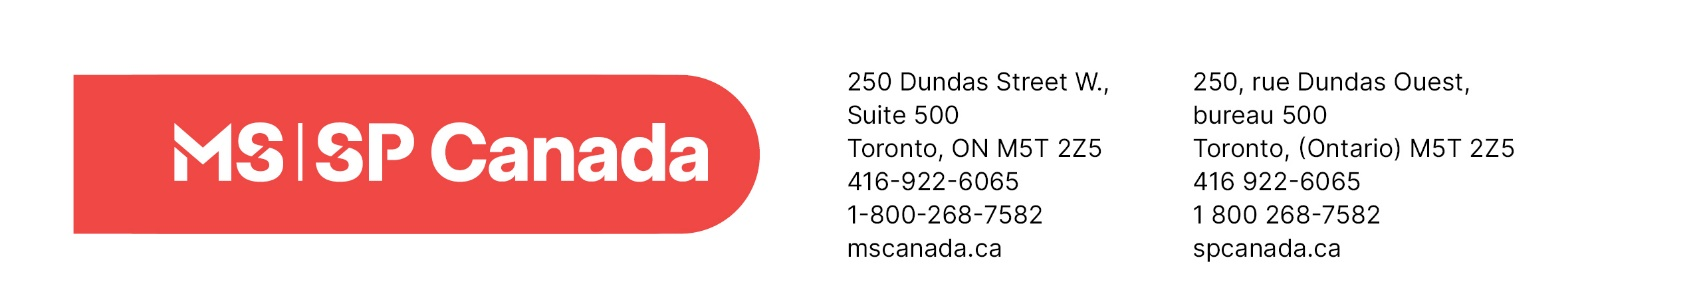 MS | SP Canada
250 Dundas Street W.,
Suite 500
Toronto, ON M5T 2Z5
416-922-6065
1-800-268-7582
mscanada.ca
250, rue Dundas Ouest,
bureau 500
Toronto, (Ontario) M5T 2Z5
416 922-6065
1 800 268-7582
spcanada.ca